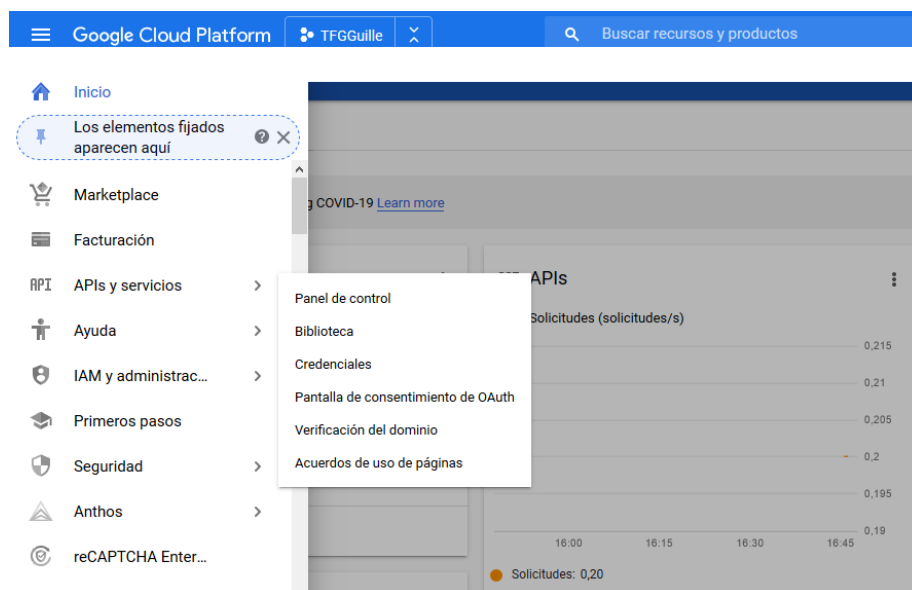 Google Cloud Platform
TFGGuille
Buscar recursos y productos
Inicio
Los elementos fijados
aparecen aquí
Marketplace
Facturación
API
APIs y servicios
Ayuda
IAM y administrac...
Primeros pasos
Seguridad
Anthos
reCAPTCHA Enter...
Panel de control
Biblioteca
Credenciales
Pantalla de consentimiento de OAuth
Verificación del dominio
Acuerdos de uso de páginas
g COVID-19 Learn more
APIs
Solicitudes (solicitudes/s)
0,215
0,21
0,205
0,2
0,195
0,19
16:00 16:15 16:30 16:45
Solicitudes: 0,20